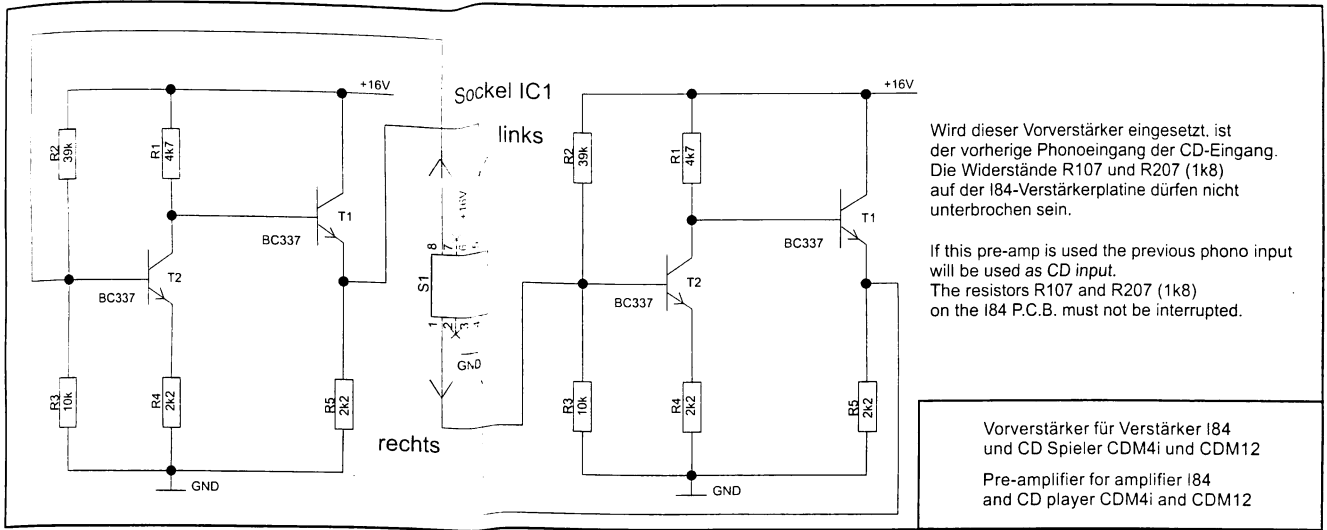 +16V
R2
39k
R1
4k7
T1
BC337
T2
BC337
R3
10k
R4
2k2
R5
2k2
GND
rechts
Sockel IC1
links
+16V
8
7
S1
1
2
3
4
GND
+16V
R2
39k
R1
4k7
T1
BC337
T2
BC337
R3
10k
R4
2k2
R5
2k2
GND
Wird dieser Vorverstärker eingesetzt, ist
der vorherige Phonoeingang der CD-Eingang.
Die Widerstände R107 und R207 (1k8)
auf der I84-Verstärkerplatine dürfen nicht
unterbrochen sein.
If this pre-amp is used the previous phono input
will be used as CD input.
The resistors R107 and R207 (1k8)
on the I84 P.C.B. must not be interrupted.
Vorverstärker für Verstärker I84
und CD Spieler CDM4i und CDM12
Pre-amplifier for amplifier I84
and CD player CDM4i and CDM12